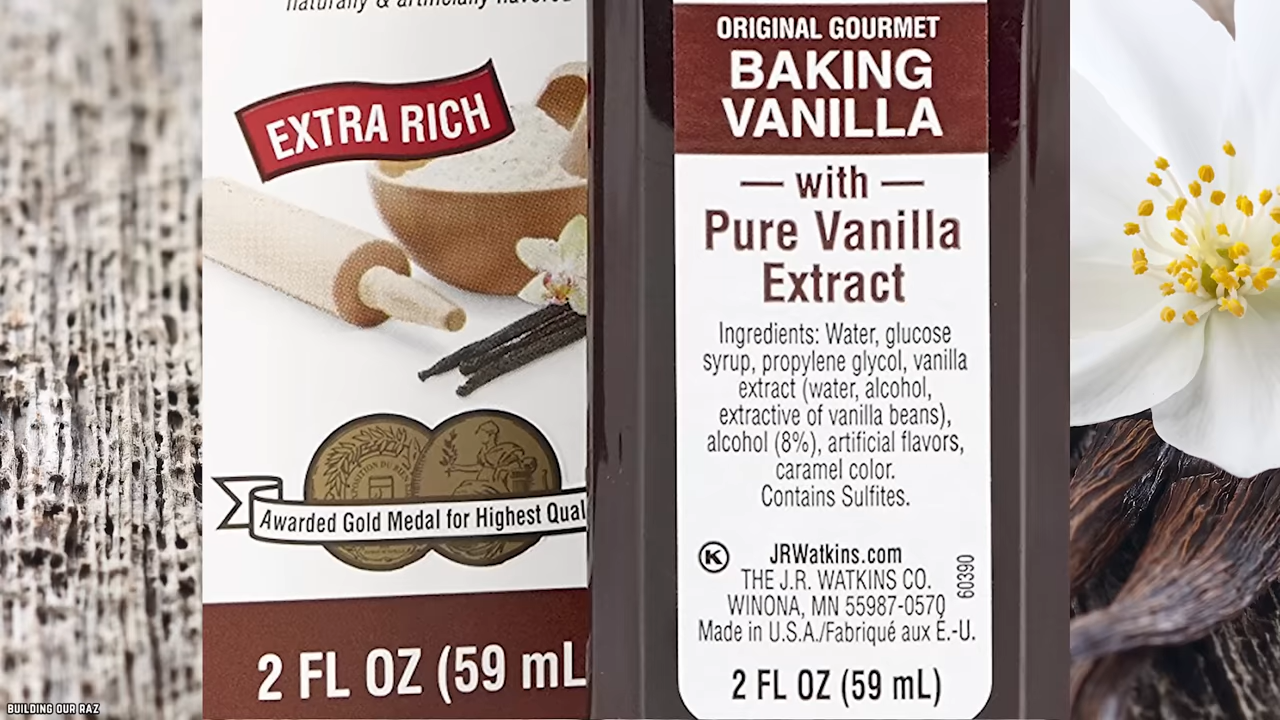 naturally & artificially flavored
EXTRA RICH
Awarded Gold Medal for Highest Qual
2 FL OZ (59 mL
ORIGINAL GOURMET
BAKING
VANILLA
with
Pure Vanilla
Extract
Ingredients: Water, glucose
syrup, propylene glycol, vanilla
extract (water, alcohol,
extractive of vanilla beans),
alcohol (8%), artificial flavors,
caramel color.
Contains Sulfites.
K
JRWatkins.com
THE J.R. WATKINS CO.
WINONA, MN 55987-0570
Made in U.S.A./Fabriqué aux É.-U.
60390
2 FL OZ (59 mL)
BUILDING OUR RAZ